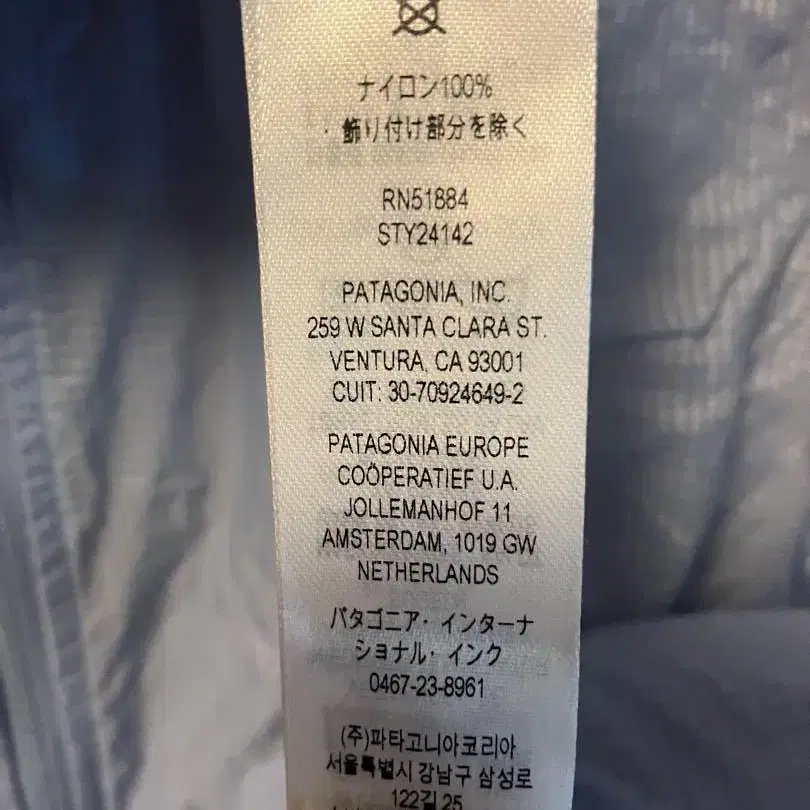 ナイロン100%
・飾り付け部分を除く
RN51884
STY24142
PATAGONIA, INC.
259 W SANTA CLARA ST.
VENTURA, CA 93001
CUIT: 30-70924649-2
PATAGONIA EUROPE
COÖPERATIEF U.A.
JOLLEMANHOF 11
AMSTERDAM, 1019 GW
NETHERLANDS
パタゴニア・インターナ
ショナル・インク
0467-23-8961
(주)파타고니아코리아
서울특별시 강남구 삼성로
122길 25